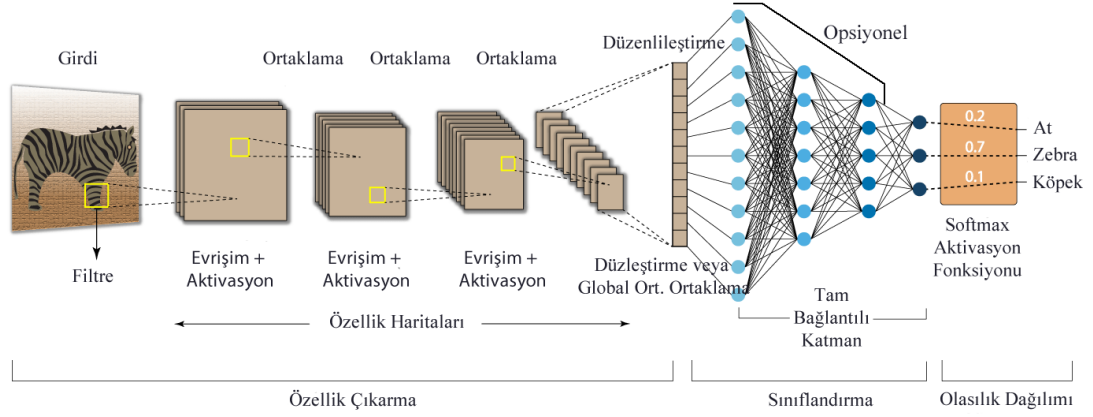 Girdi
Ortaklama
Ortaklama
Ortaklama
Düzenlileştirme
Opsiyonel
0.2
0.7
0.1
At
Zebra
Köpek
Softmax
Aktivasyon
Fonksiyonu
Filtre
Evrişim +
Aktivasyon
Evrişim +
Aktivasyon
Evrişim +
Aktivasyon
Düzleştirme veya
Global Ort. Ortaklama
Tam
Bağlantılı
Katman
Özellik Haritaları
Özellik Çıkarma
Sınıflandırma
Olasılık Dağılımı